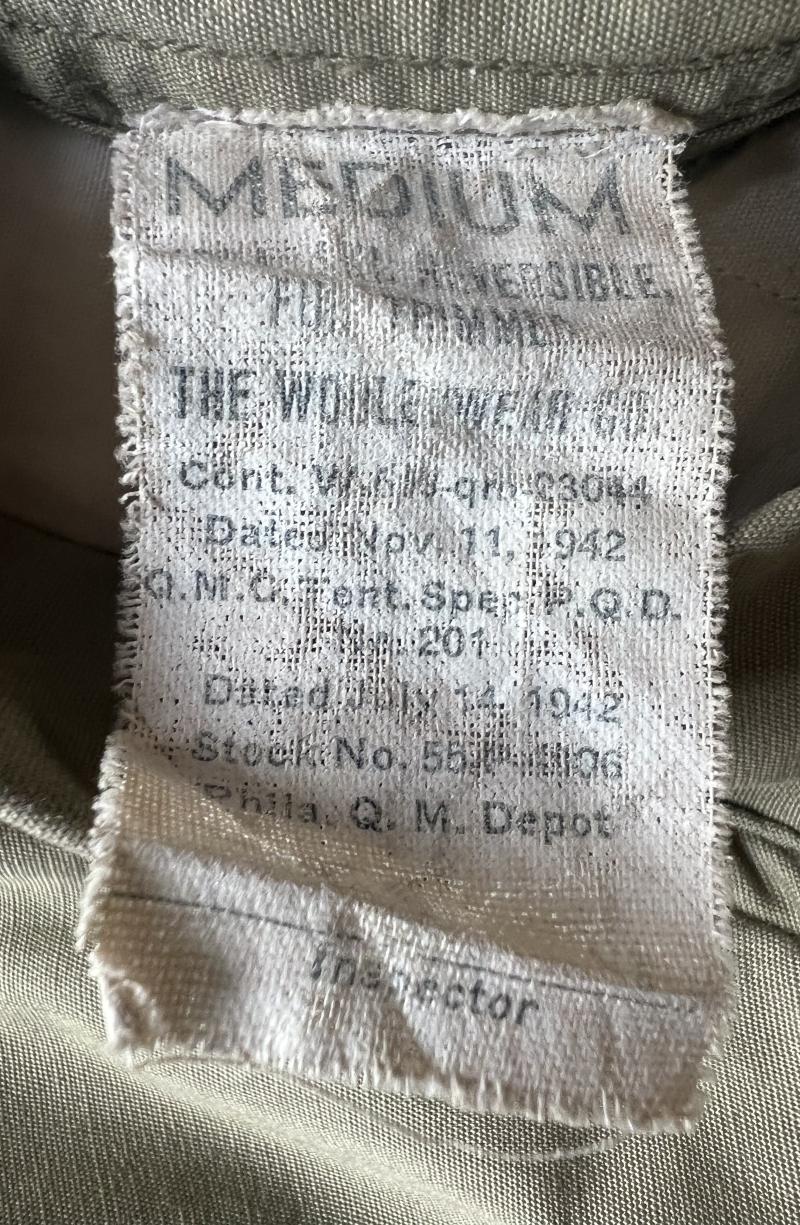 MEDIUM
REVERSIBLE,
FUR TRIMMED
THE WEAR CO
Cont.
Dated Nov. 11, 1942
Q.M.C. Tent. Spec P.Q.D.
No. 201
Dated July 14, 1942
Stock No.
Phila. Q. M. Depot
Inspector